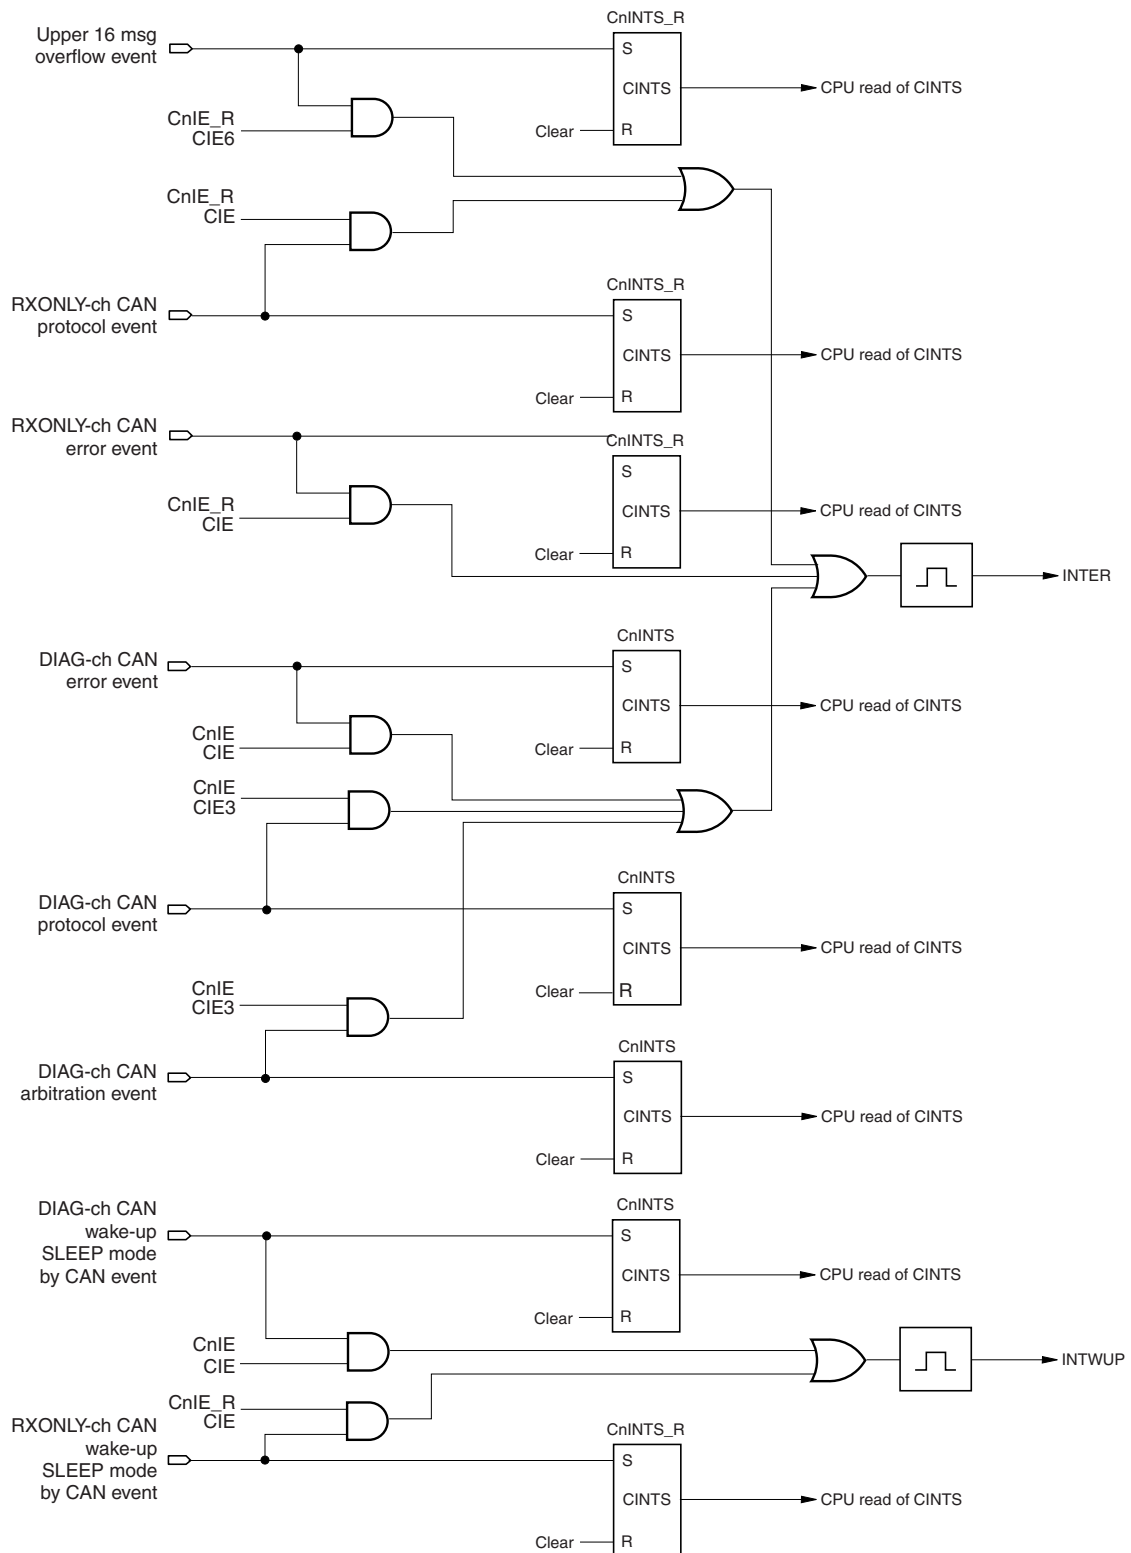 CnINTS_R
Upper 16 msg
overflow event
S
CINTS
CPU read of CINTS
CnIE_R
CIE6
Clear
R
CnIE_R
CIE
CnINTS_R
RXONLY-ch CAN
protocol event
S
CINTS
CPU read of CINTS
Clear
R
RXONLY-ch CAN
error event
CnINTS_R
S
CnIE_R
CIE
CINTS
CPU read of CINTS
Clear
R
INTER
CnINTS
DIAG-ch CAN
error event
S
CINTS
CPU read of CINTS
CnIE
CIE
Clear
R
CnIE
CIE3
CnINTS
DIAG-ch CAN
protocol event
S
CINTS
CPU read of CINTS
CnIE
CIE3
Clear
R
CnINTS
DIAG-ch CAN
arbitration event
S
CINTS
CPU read of CINTS
Clear
R
CnINTS
DIAG-ch CAN
wake-up
SLEEP mode
by CAN event
S
CINTS
CPU read of CINTS
Clear
R
CnIE
CIE
INTWUP
CnIE_R
CIE
RXONLY-ch CAN
wake-up
SLEEP mode
by CAN event
CnINTS_R
S
CINTS
CPU read of CINTS
Clear
R